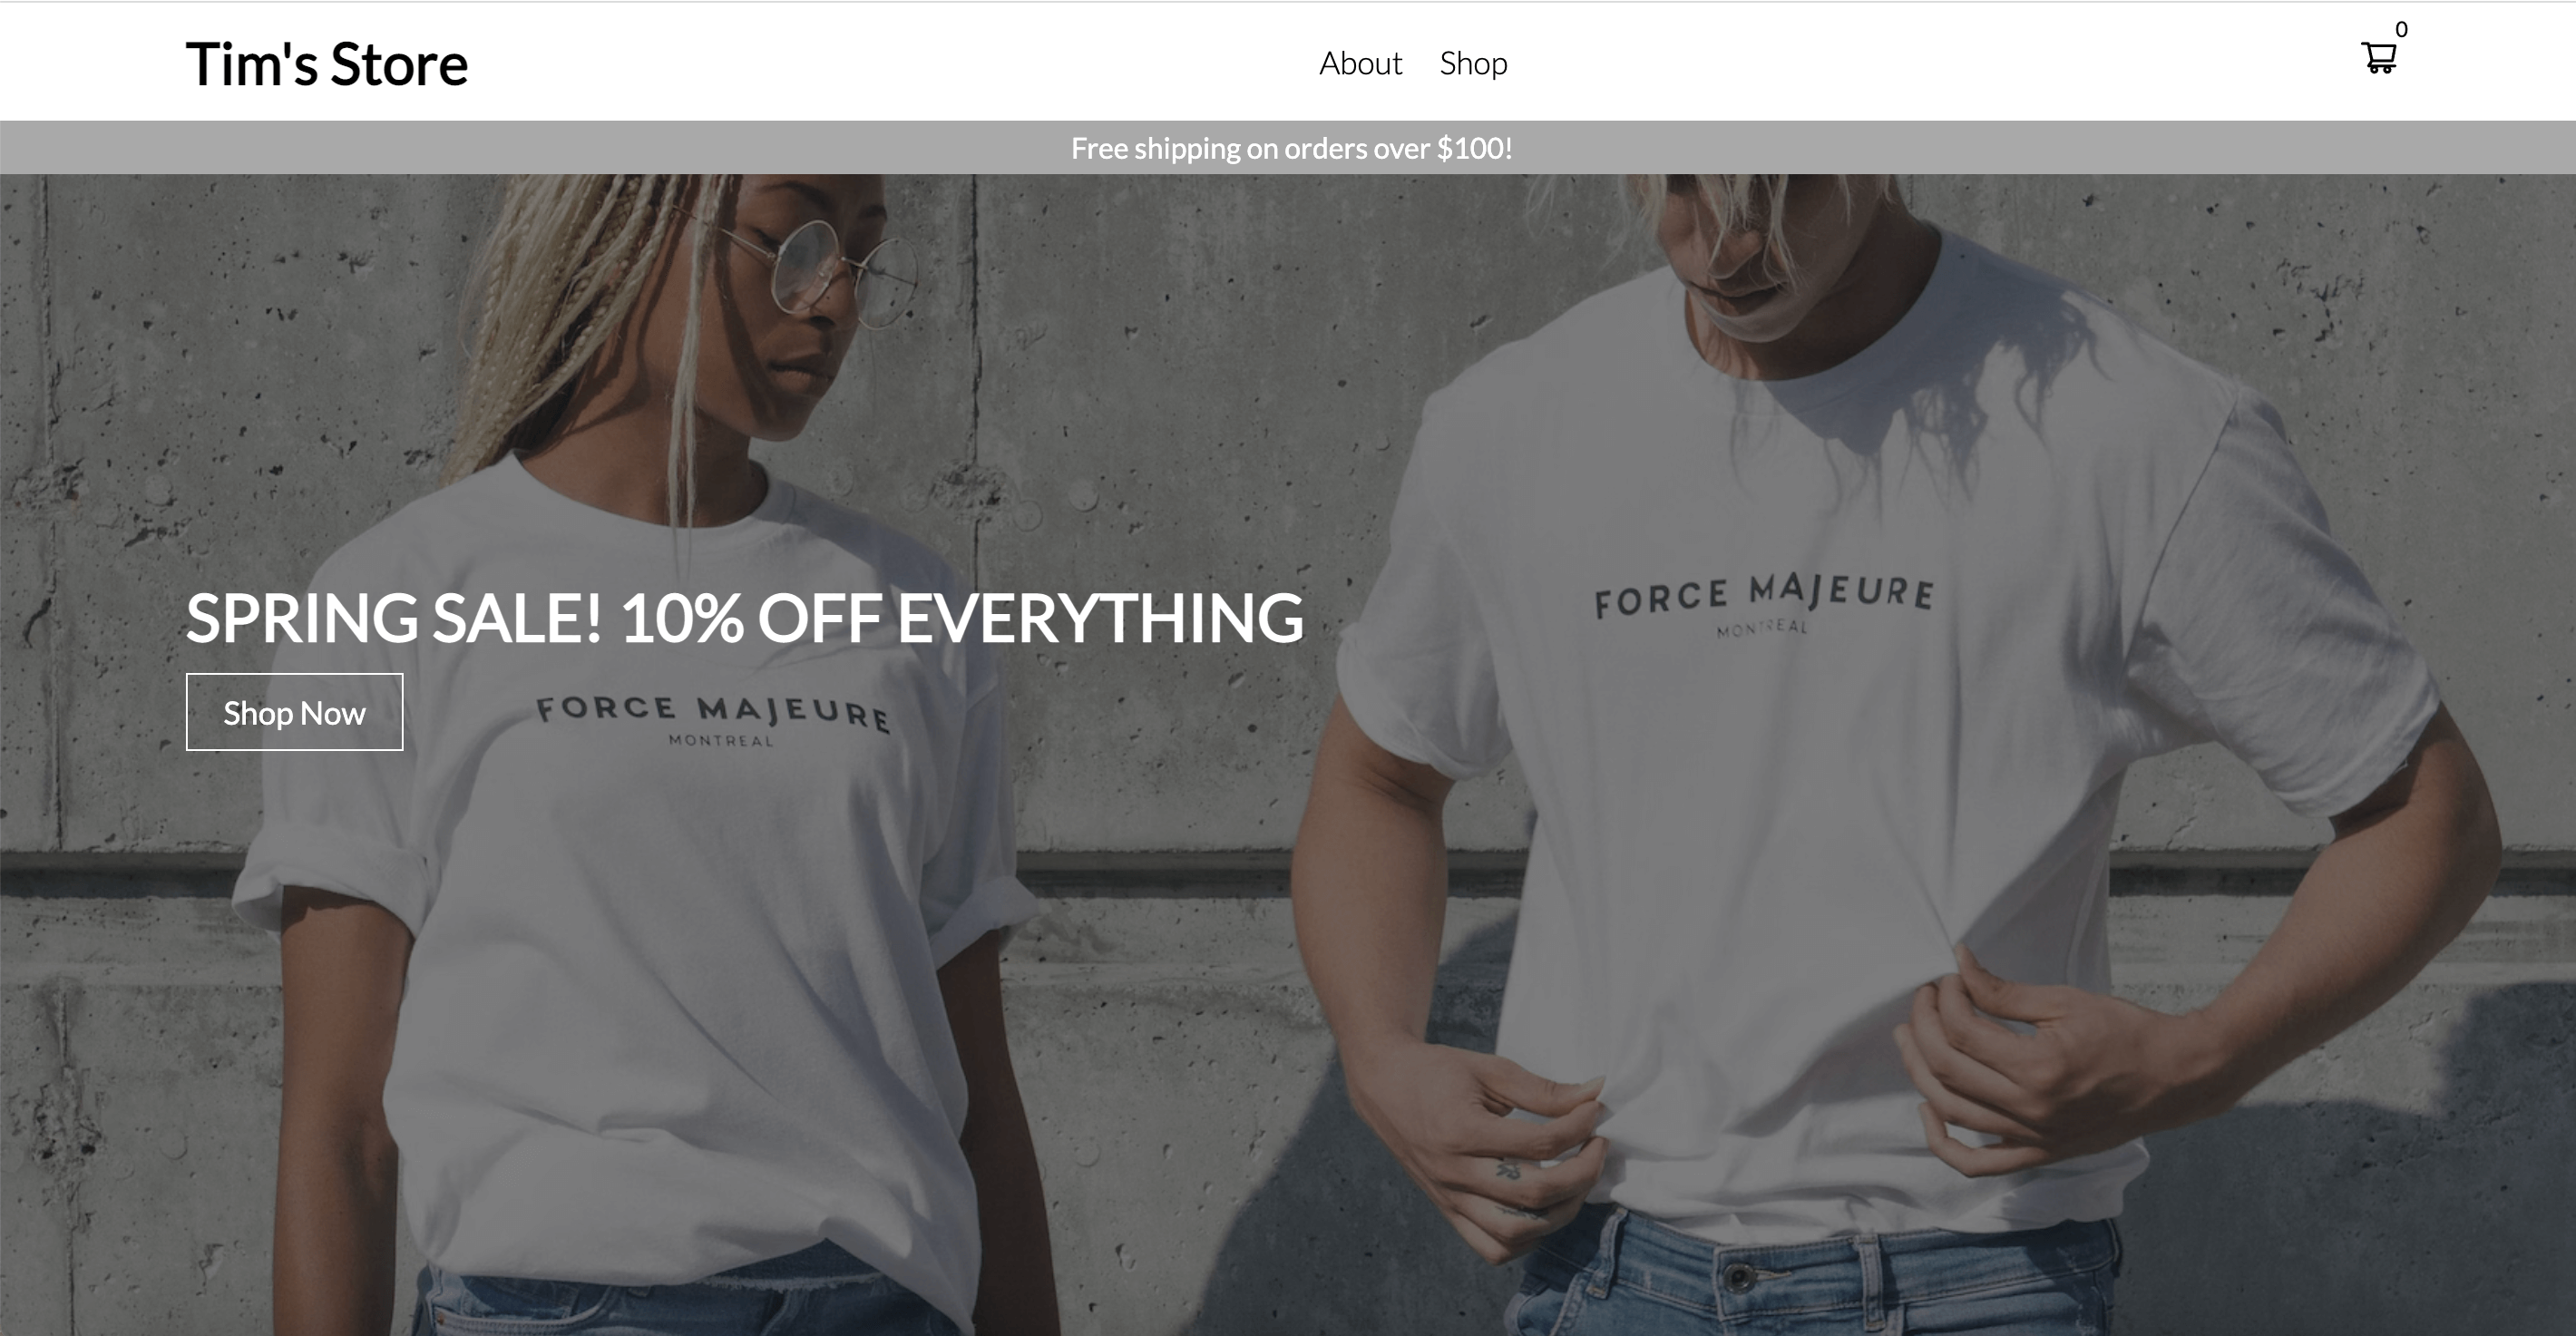 Tim's Store
About
Shop
0
Free shipping on orders over $100!
SPRING SALE! 10% OFF EVERYTHING
Shop Now
FORCE MAJEURE
MONTREAL
FORCE MAJEURE
MONTREAL